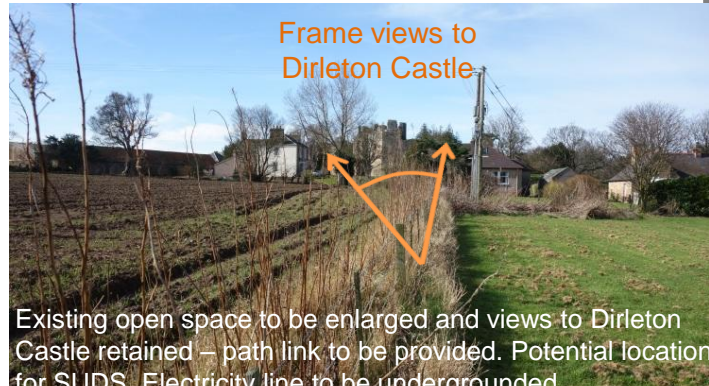 Frame views to
Dirleton Castle
Existing open space to be enlarged and views to Dirleton
Castle retained – path link to be provided. Potential location
for SUDS. Electricity line to be undergrounded